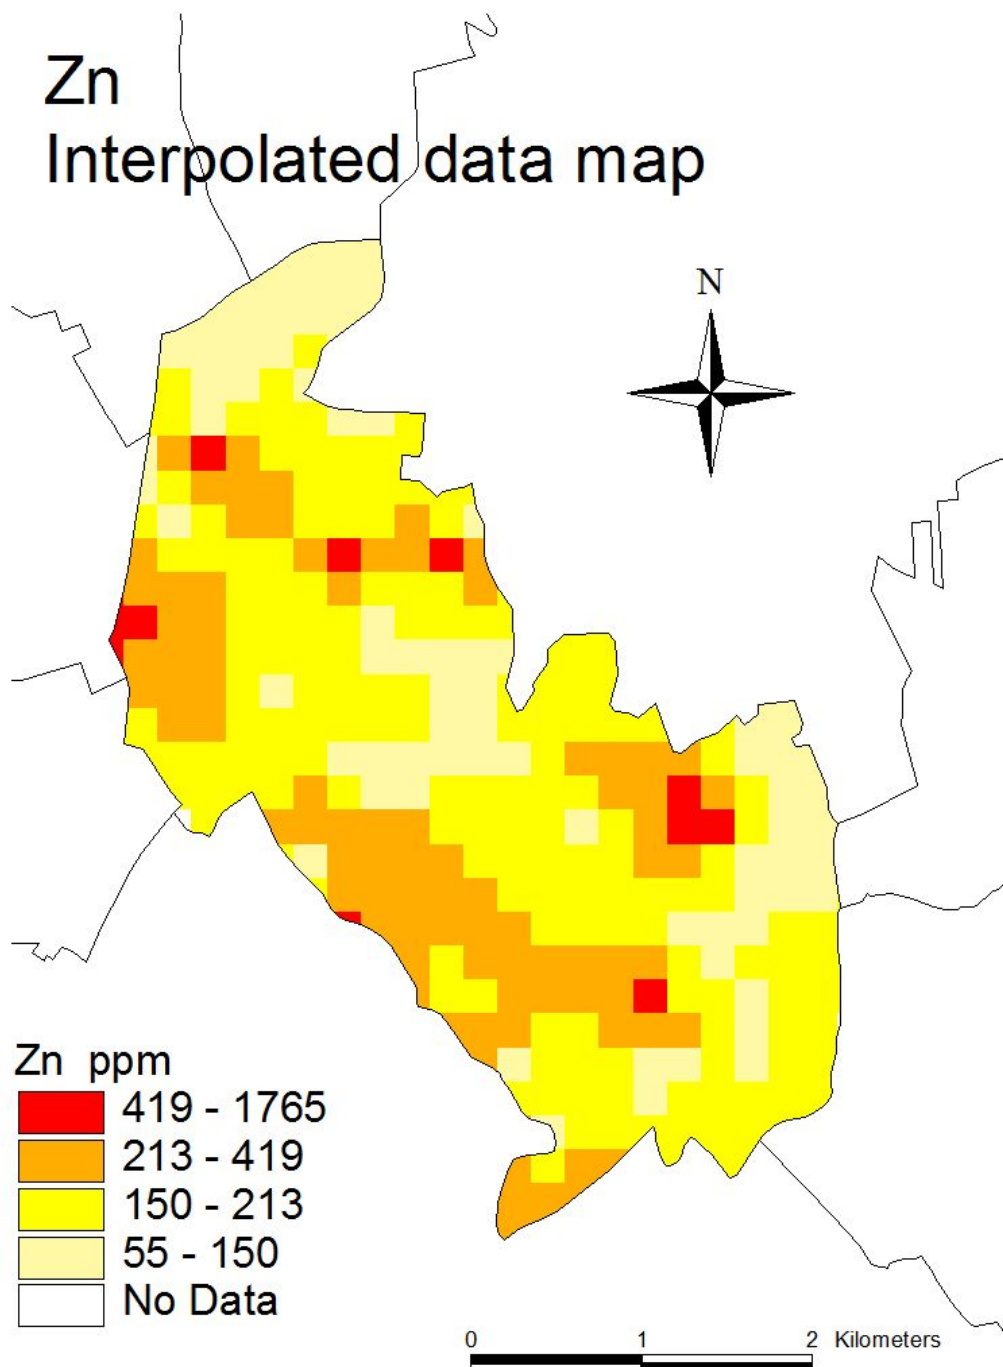 Zn
Interpolated data map
N
Zn ppm
419 - 1765
213 - 419
150 - 213
55 - 150
No Data
0 1 2 Kilometers